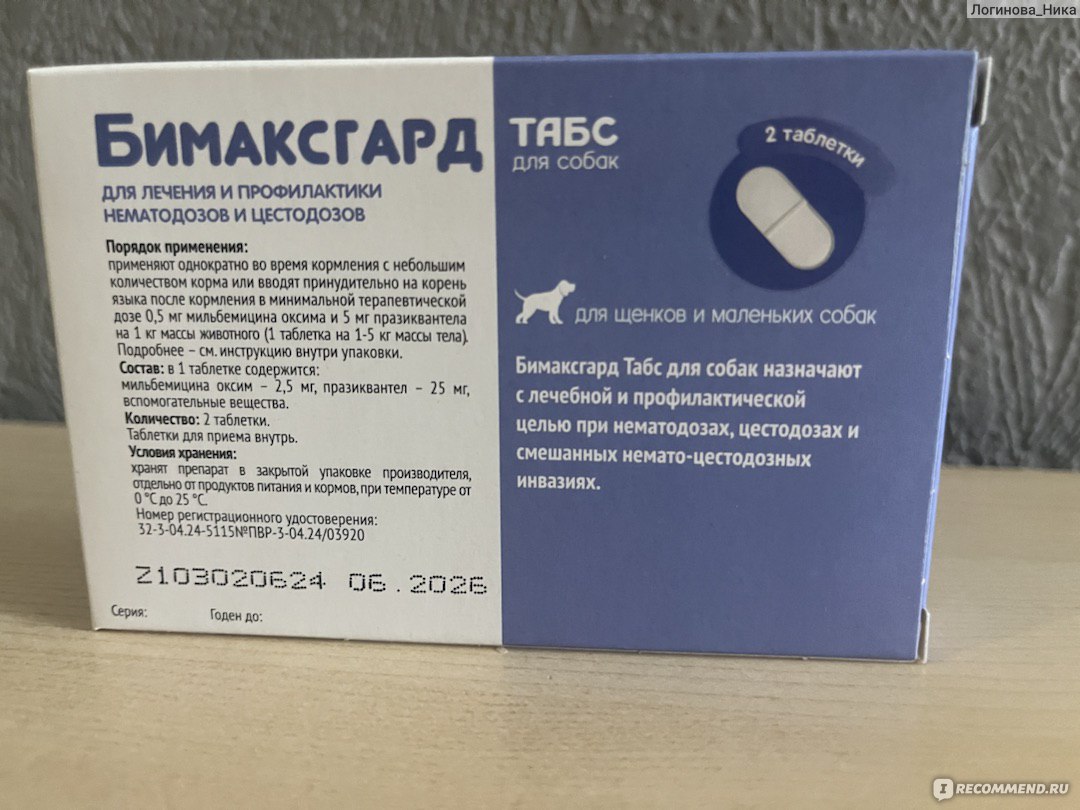 Логинова_Ника
БИМАКСГАРД
ДЛЯ ЛЕЧЕНИЯ И ПРОФИЛАКТИКИ
НЕМАТОДОЗОВ И ЦЕСТОДОЗОВ
Порядок применения:
применяют однократно во время кормления с небольшим
количеством корма или вводят принудительно на корень
языка после кормления в минимальной терапевтической
дозе 0,5 мг мильбемицина оксима и 5 мг празиквантела
на 1 кг массы животного (1 таблетка на 1-5 кг массы тела).
Подробнее – см. инструкцию внутри упаковки.
Состав: в 1 таблетке содержится:
мильбемицина оксим – 2,5 мг, празиквантел – 25 мг,
вспомогательные вещества.
Количество: 2 таблетки.
Таблетки для приема внутрь.
Условия хранения:
хранят препарат в закрытой упаковке производителя,
отдельно от продуктов питания и кормов, при температуре от
0 °С до 25 °С.
Номер регистрационного удостоверения:
32-3-04.24-5115№ПВР-3-04.24/03920
Z103020624 06.2026
Серия: Годен до:
ТАБС
для собак
2 таблетки
для щенков и маленьких собак
Бимаксгард Табс для собак назначают
с лечебной и профилактической
целью при нематодозах, цестодозах и
смешанных немато-цестодозных
инвазиях.
IRECOMMEND.RU